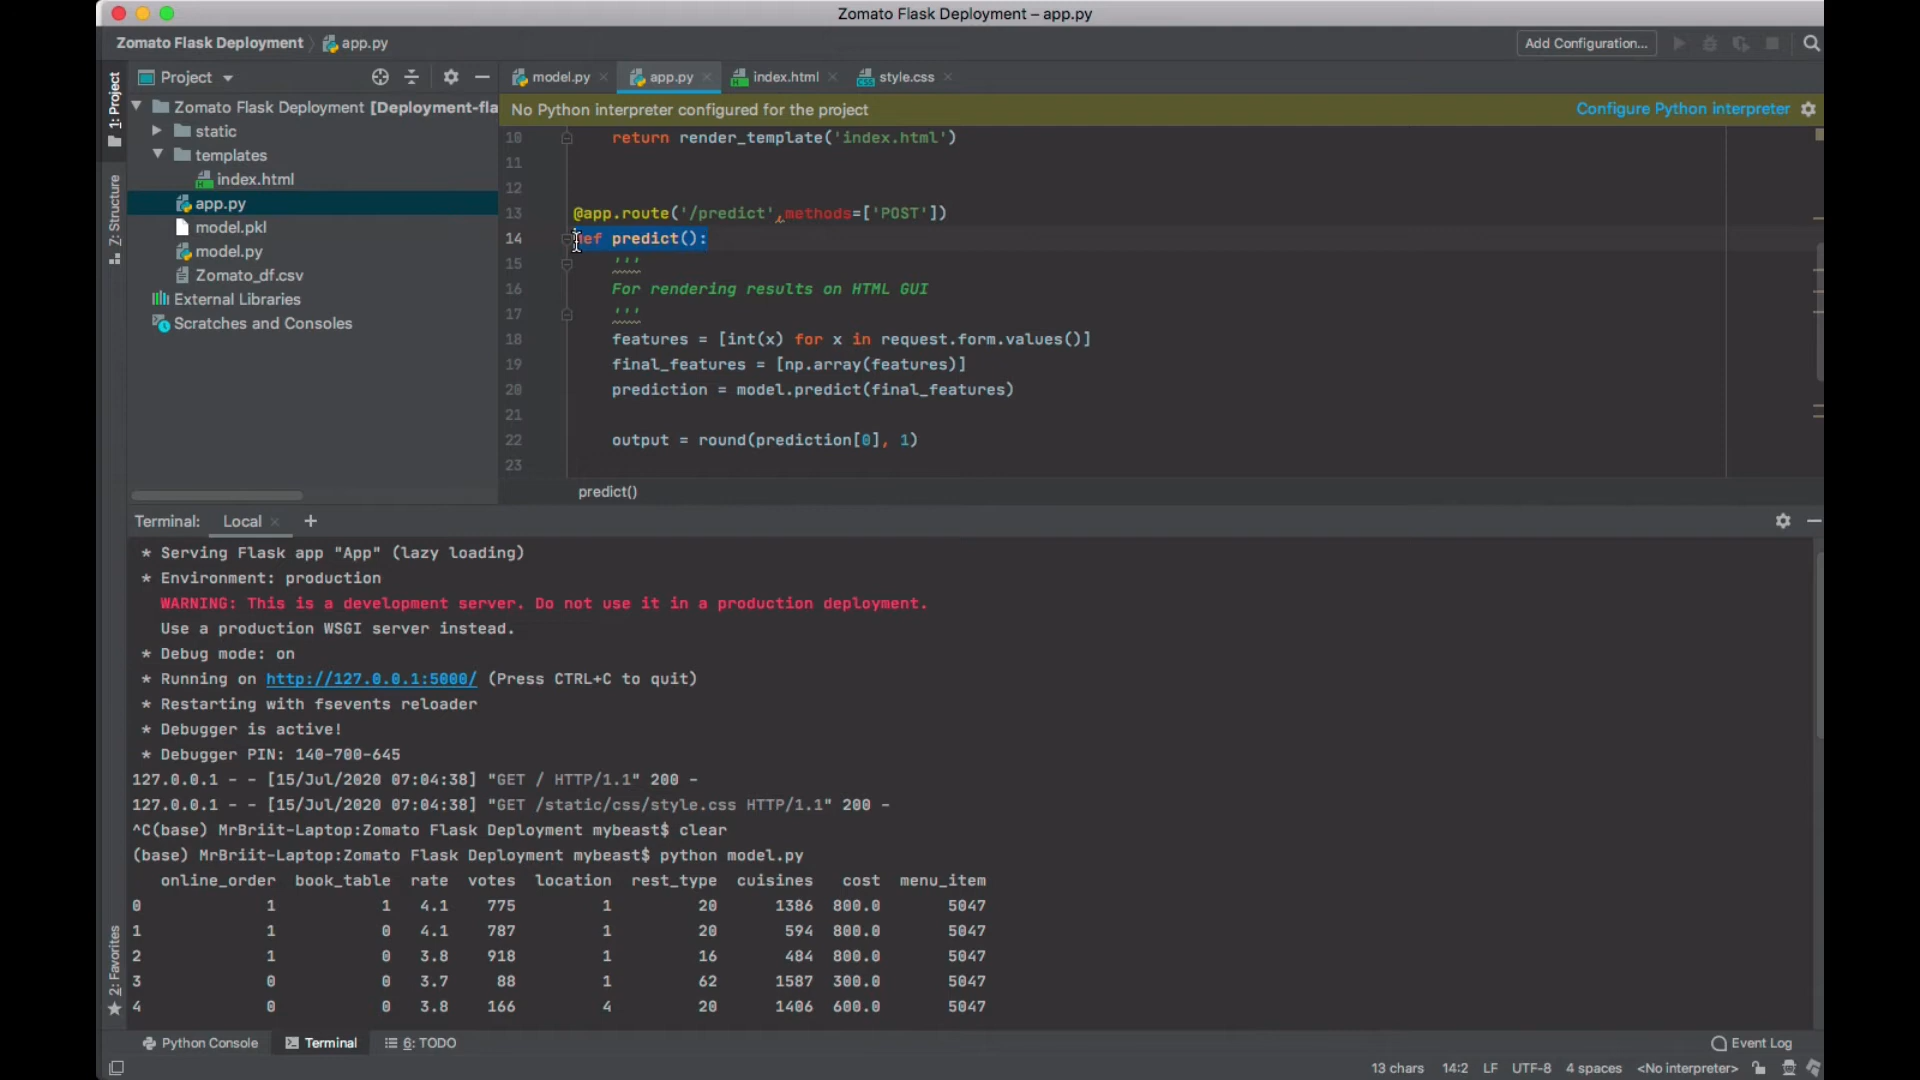 Zomato Flask Deployment – app.py
Zomato Flask Deployment app.py Add Configuration...
1: Project
Project
model.py app.py index.html style.css
Zomato Flask Deployment [Deployment-fla
static
templates
index.html
app.py
model.pkl
model.py
Zomato_df.csv
External Libraries
Scratches and Consoles
Z: Structure
No Python interpreter configured for the project Configure Python interpreter
10 return render_template('index.html')
11
12
13 @app.route('/predict',methods=['POST'])
14 def predict():
15 '''
16 For rendering results on HTML GUI
17 '''
18 features = [int(x) for x in request.form.values()]
19 final_features = [np.array(features)]
20 prediction = model.predict(final_features)
21
22 output = round(prediction[0], 1)
23
predict()
Terminal: Local +
* Serving Flask app "App" (lazy loading)
* Environment: production
WARNING: This is a development server. Do not use it in a production deployment.
Use a production WSGI server instead.
* Debug mode: on
* Running on http://127.0.0.1:5000/ (Press CTRL+C to quit)
* Restarting with fsevents reloader
* Debugger is active!
* Debugger PIN: 140-700-645
127.0.0.1 - - [15/Jul/2020 07:04:38] "GET / HTTP/1.1" 200 -
127.0.0.1 - - [15/Jul/2020 07:04:38] "GET /static/css/style.css HTTP/1.1" 200 -
^C(base) MrBriit-Laptop:Zomato Flask Deployment mybeast$ clear
(base) MrBriit-Laptop:Zomato Flask Deployment mybeast$ python model.py
online_order book_table rate votes location rest_type cuisines cost menu_item
0 1 1 4.1 775 1 20 1386 800.0 5047
1 1 0 4.1 787 1 20 594 800.0 5047
2 1 0 3.8 918 1 16 484 800.0 5047
3 0 0 3.7 88 1 62 1587 300.0 5047
4 0 0 3.8 166 4 20 1406 600.0 5047
2: Favorites
Python Console Terminal 6: TODO Event Log
13 chars 14:2 LF UTF-8 4 spaces <No interpreter>